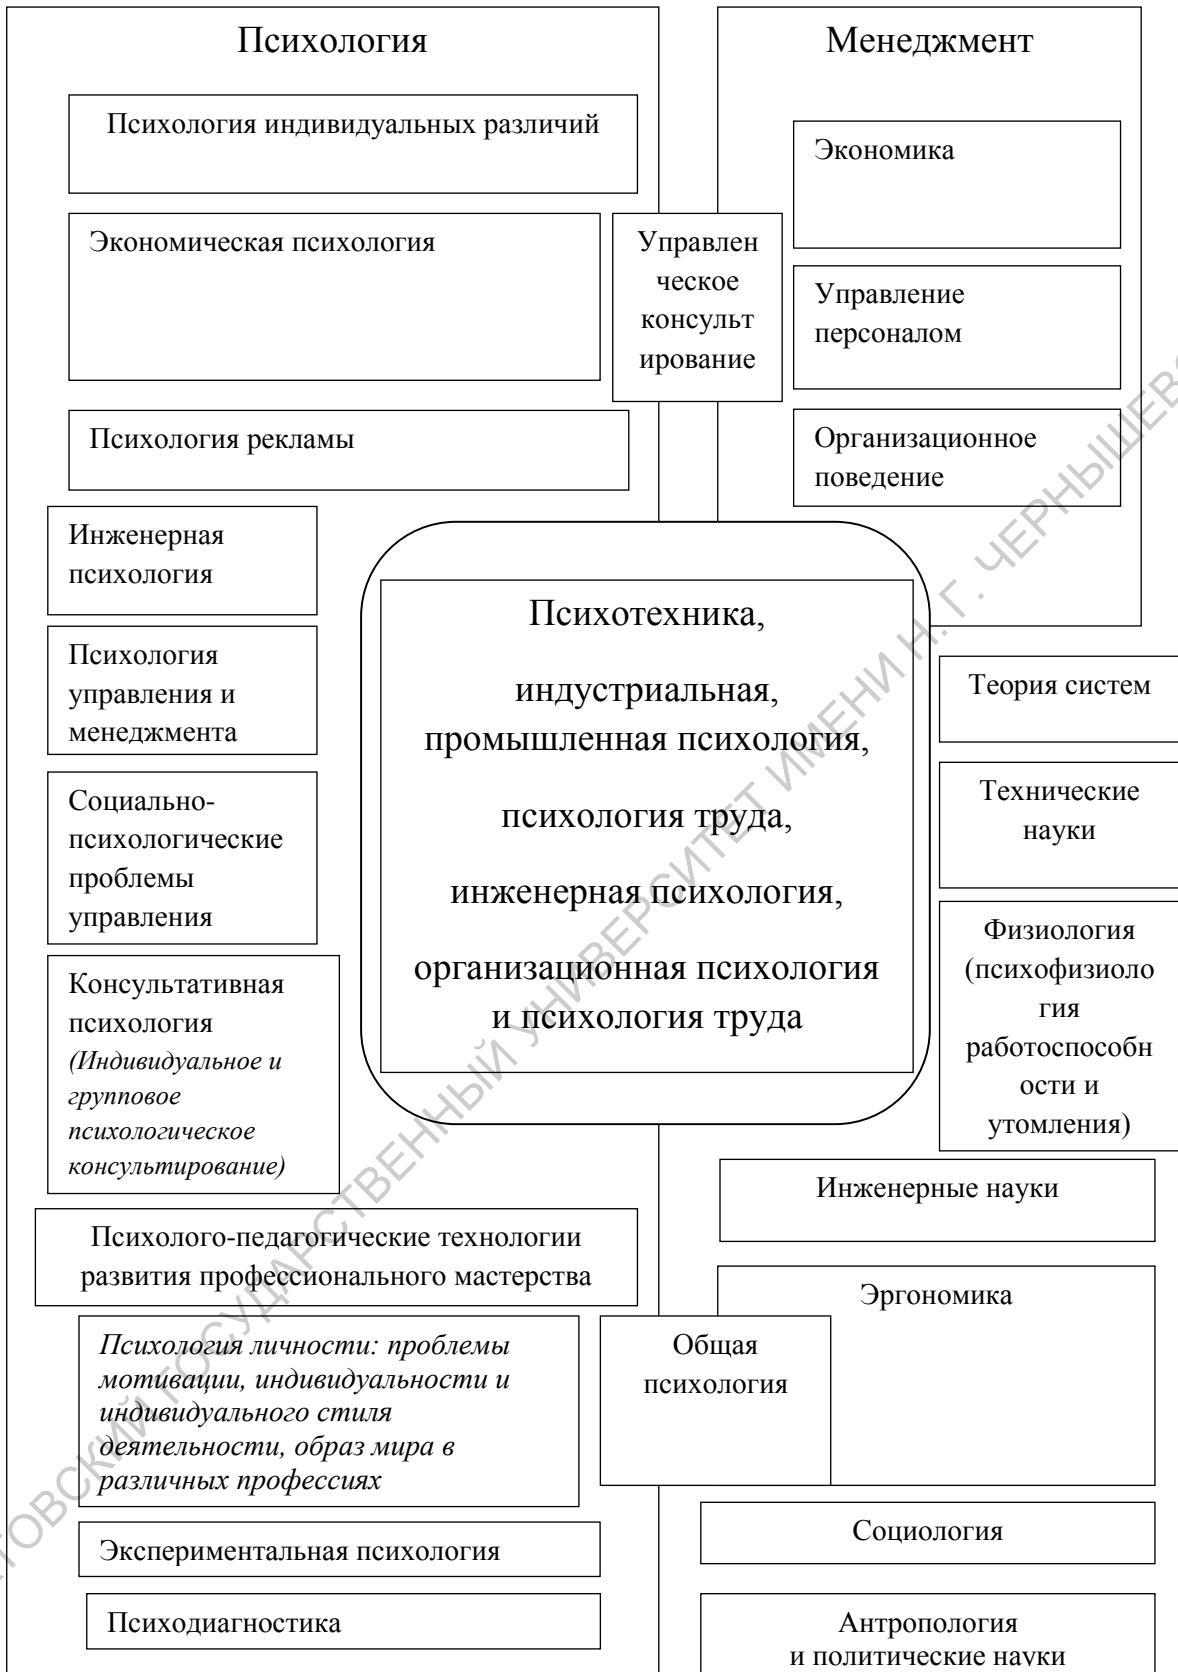 Психология
Психология индивидуальных различий
Экономическая психология
Психология рекламы
Инженерная
психология
Психология
управления и
менеджмента
Социально-
психологические
проблемы
управления
Консультативная
психология
(Индивидуальное и
групповое
психологическое
консультирование)
Психолого-педагогические технологии
развития профессионального мастерства
Психология личности: проблемы
мотивации, индивидуальности и
индивидуального стиля
деятельности, образ мира в
различных профессиях
Экспериментальная психология
Психодиагностика
Управлен
ческое
консульт
ирование
Психотехника,
индустриальная,
промышленная психология,
психология труда,
инженерная психология,
организационная психология
и психология труда
Общая
психология
Менеджмент
Экономика
Управление
персоналом
Организационное
поведение
Теория систем
Технические
науки
Физиология
(психофизиоло
гия
работоспособн
ости и
утомления)
Инженерные науки
Эргономика
Социология
Антропология
и политические науки
ГОСУДАРСТВЕННЫЙ УНИВЕРСИТЕТ ИМЕНИ Н. Г.